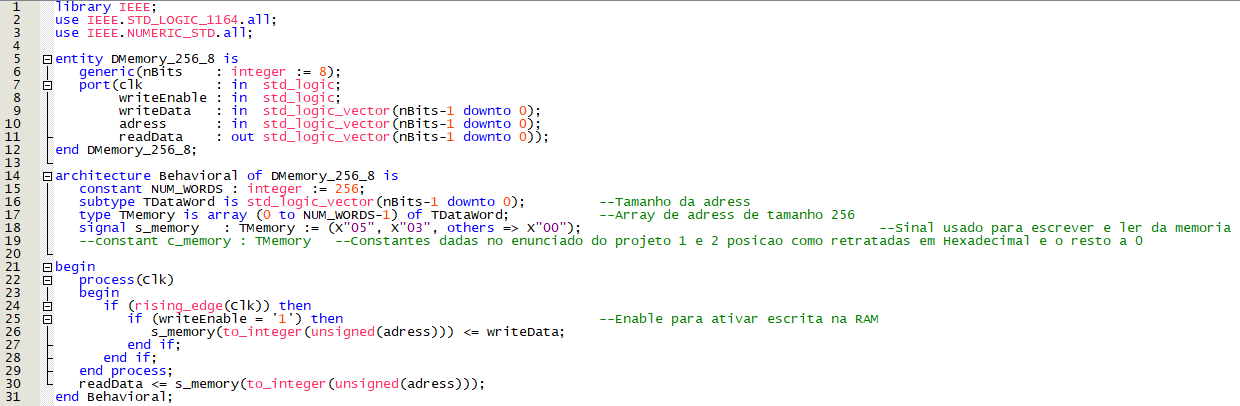 1 library IEEE;
2 use IEEE.STD_LOGIC_1164.all;
3 use IEEE.NUMERIC_STD.all;
4
5 entity DMemory_256_8 is
6 generic(nBits : integer := 8);
7 port(clk : in std_logic;
8 writeEnable : in std_logic;
9 writeData : in std_logic_vector(nBits-1 downto 0);
10 adress : in std_logic_vector(nBits-1 downto 0);
11 readData : out std_logic_vector(nBits-1 downto 0));
12 end DMemory_256_8;
13
14 architecture Behavioral of DMemory_256_8 is
15 constant NUM_WORDS : integer := 256;
16 subtype TDataWord is std_logic_vector(nBits-1 downto 0); --Tamanho da adress
17 type TMemory is array (0 to NUM_WORDS-1) of TDataWord; --Array de adress de tamanho 256
18 signal s_memory : TMemory := (X"05", X"03", others => X"00"); --Sinal usado para escrever e ler da memoria
19 --constant c_memory : TMemory --Constantes dadas no enunciado do projeto 1 e 2 posicao como retratadas em Hexadecimal e o resto a 0
20
21 begin
22 process(Clk)
23 begin
24 if (rising_edge(Clk)) then
25 if (writeEnable = '1') then --Enable para ativar escrita na RAM
26 s_memory(to_integer(unsigned(adress))) <= writeData;
27 end if;
28 end if;
29 end process;
30 readData <= s_memory(to_integer(unsigned(adress)));
31 end Behavioral;